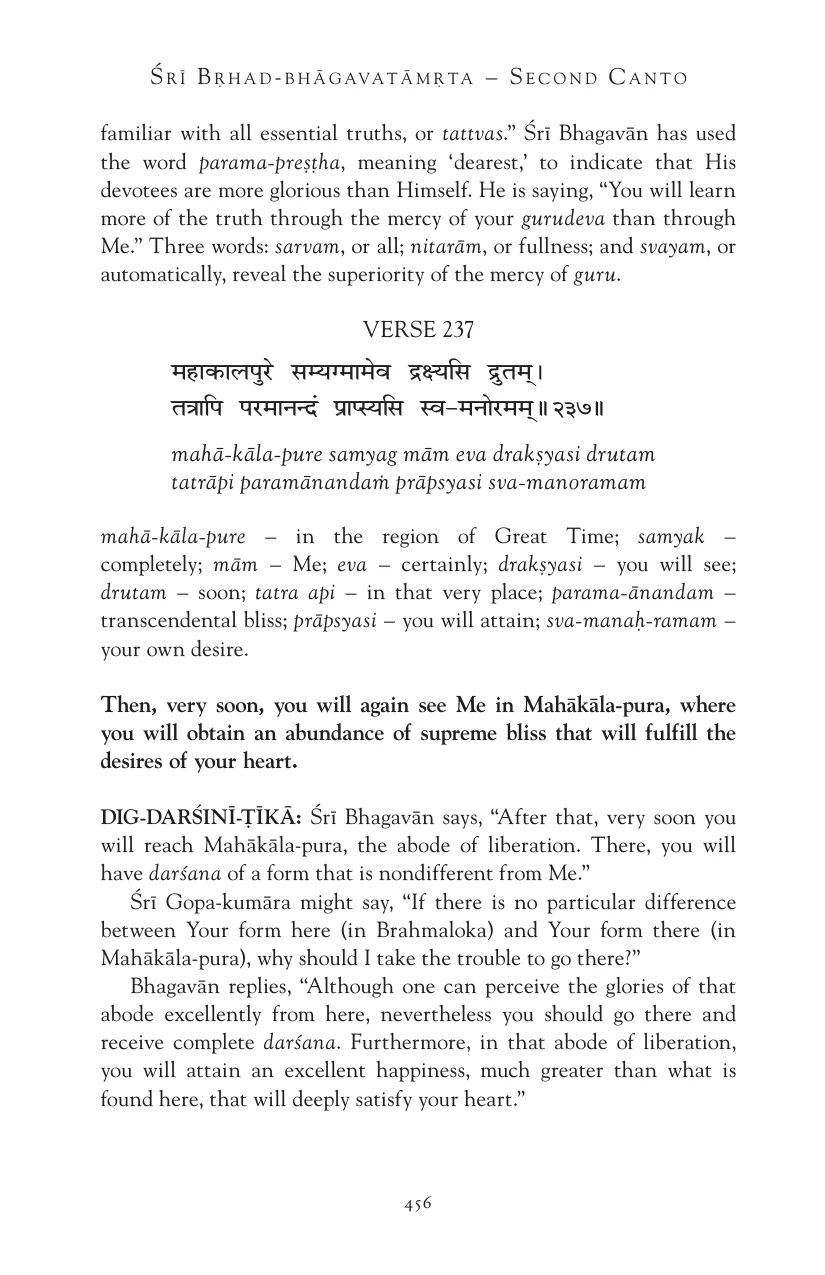 ŚRĪ BṚHAD-BHĀGAVATĀMṚTA – SECOND CANTO
familiar with all essential truths, or tattvas.” Śrī Bhagavān has used
the word parama-preṣṭha, meaning ‘dearest,’ to indicate that His
devotees are more glorious than Himself. He is saying, “You will learn
more of the truth through the mercy of your gurudeva than through
Me.” Three words: sarvam, or all; nitarām, or fullness; and svayam, or
automatically, reveal the superiority of the mercy of guru.
VERSE 237
महाकालपुरे सम्यग्मामेव द्रक्ष्यसि द्रुतम्।
तत्रापि परमानन्दं प्राप्स्यसि स्व-मनोरमम्॥२३७॥
mahā-kāla-pure samyag mām eva drakṣyasi drutam
tatrāpi paramānandaṁ prāpsyasi sva-manoramam
mahā-kāla-pure – in the region of Great Time; samyak –
completely; mām – Me; eva – certainly; drakṣyasi – you will see;
drutam – soon; tatra api – in that very place; parama-ānandam –
transcendental bliss; prāpsyasi – you will attain; sva-manaḥ-ramam –
your own desire.
Then, very soon, you will again see Me in Mahākāla-pura, where
you will obtain an abundance of supreme bliss that will fulfill the
desires of your heart.
DIG-DARŚINĪ-ṬĪKĀ: Śrī Bhagavān says, “After that, very soon you
will reach Mahākāla-pura, the abode of liberation. There, you will
have darśana of a form that is nondifferent from Me.”
Śrī Gopa-kumāra might say, “If there is no particular difference
between Your form here (in Brahmaloka) and Your form there (in
Mahākāla-pura), why should I take the trouble to go there?”
Bhagavān replies, “Although one can perceive the glories of that
abode excellently from here, nevertheless you should go there and
receive complete darśana. Furthermore, in that abode of liberation,
you will attain an excellent happiness, much greater than what is
found here, that will deeply satisfy your heart.”
456